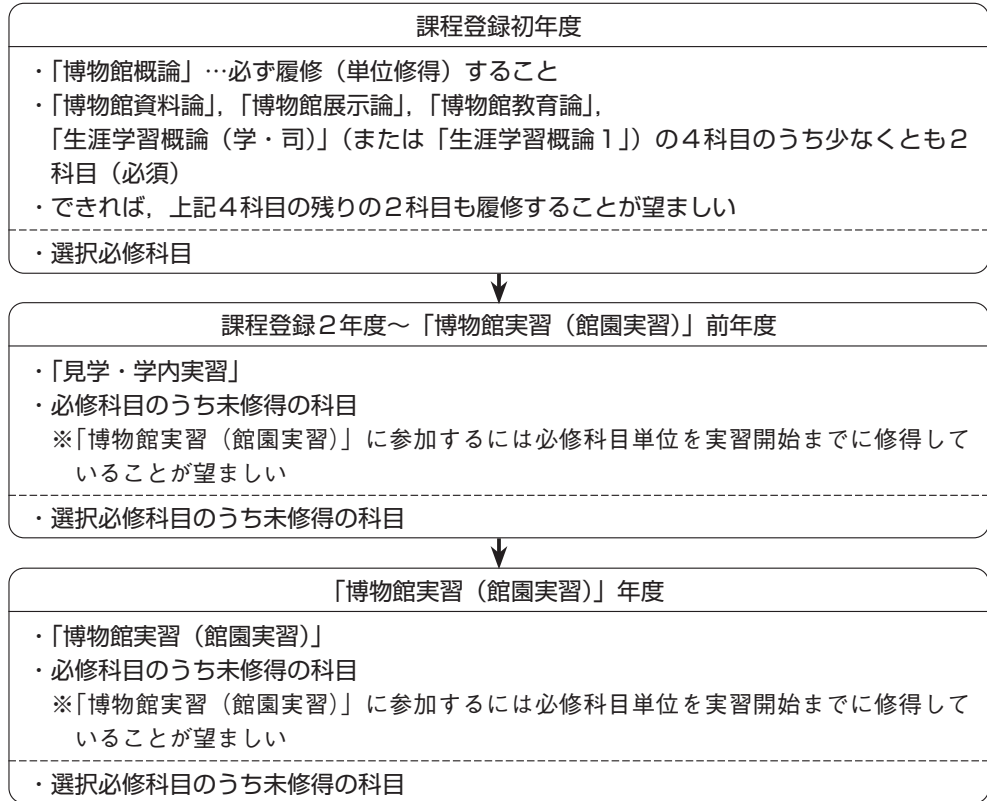 課程登録初年度
・「博物館概論」…必ず履修（単位修得）すること
・「博物館資料論」，「博物館展示論」，「博物館教育論」，
「生涯学習概論（学・司）」（または「生涯学習概論１」）の４科目のうち少なくとも２
科目（必須）
・できれば，上記４科目の残りの２科目も履修することが望ましい
・選択必修科目
課程登録２年度～「博物館実習（館園実習）」前年度
・「見学・学内実習」
・必修科目のうち未修得の科目
※「博物館実習（館園実習）」に参加するには必修科目単位を実習開始までに修得して
いることが望ましい
・選択必修科目のうち未修得の科目
「博物館実習（館園実習）」年度
・「博物館実習（館園実習）」
・必修科目のうち未修得の科目
※「博物館実習（館園実習）」に参加するには必修科目単位を実習開始までに修得して
いることが望ましい
・選択必修科目のうち未修得の科目